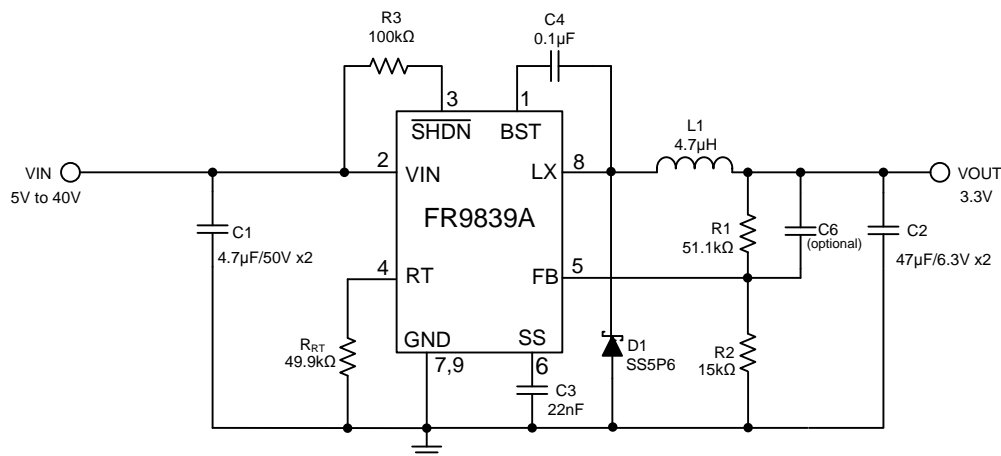 R3
100kΩ
C4
0.1µF
3
1
SHDN
BST
L1
4.7µH
VIN
5V to 40V
2
VIN
LX
8
VOUT
3.3V
FR9839A
C1
4.7µF/50V x2
R1
51.1kΩ
C6
(optional)
C2
47µF/6.3V x2
4
RT
FB
5
RRT
49.9kΩ
GND
SS
7,9
6
D1
SS5P6
R2
15kΩ
C3
22nF